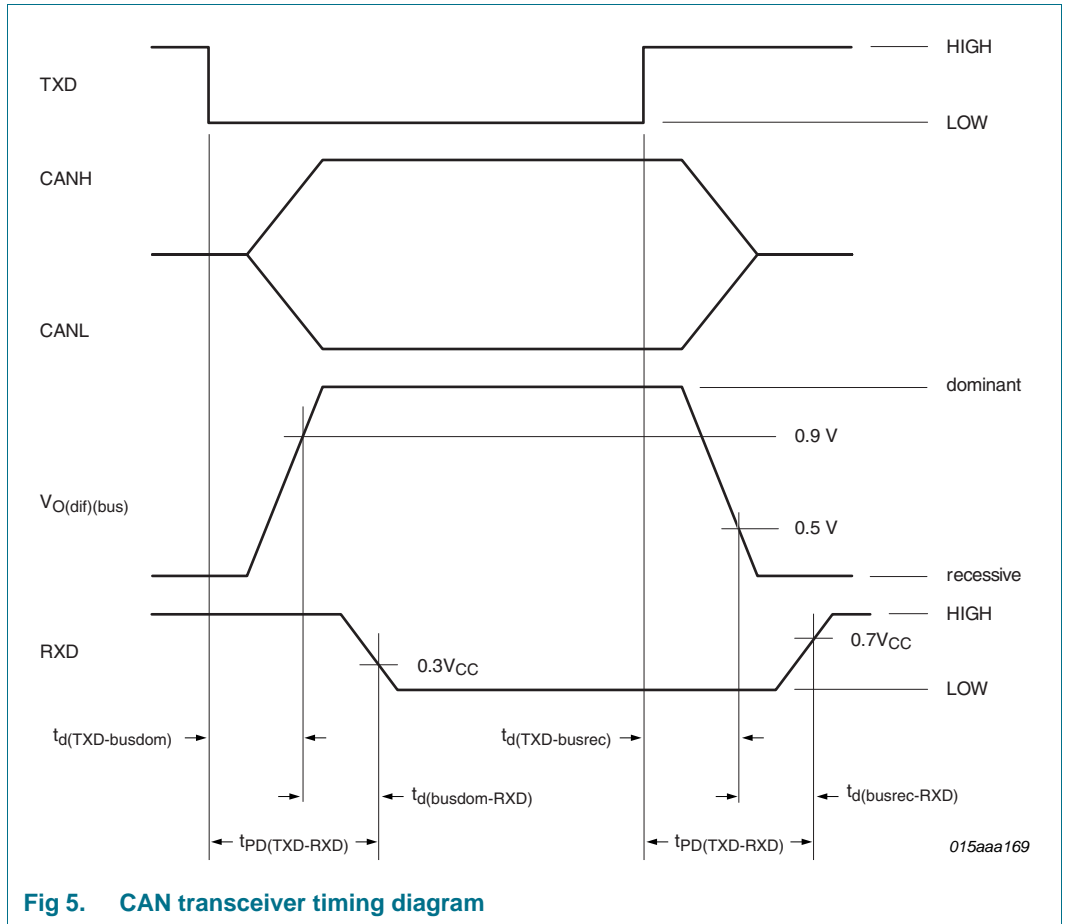 HIGH
TXD
LOW
CANH
CANL
dominant
0.9 V
VO(dif)(bus)
0.5 V
recessive
HIGH
RXD
0.7VCC
0.3VCC
LOW
td(TXD-busdom)
td(TXD-busrec)
td(busdom-RXD)
td(busrec-RXD)
tPD(TXD-RXD)
tPD(TXD-RXD)
015aaa169
Fig 5. CAN transceiver timing diagram